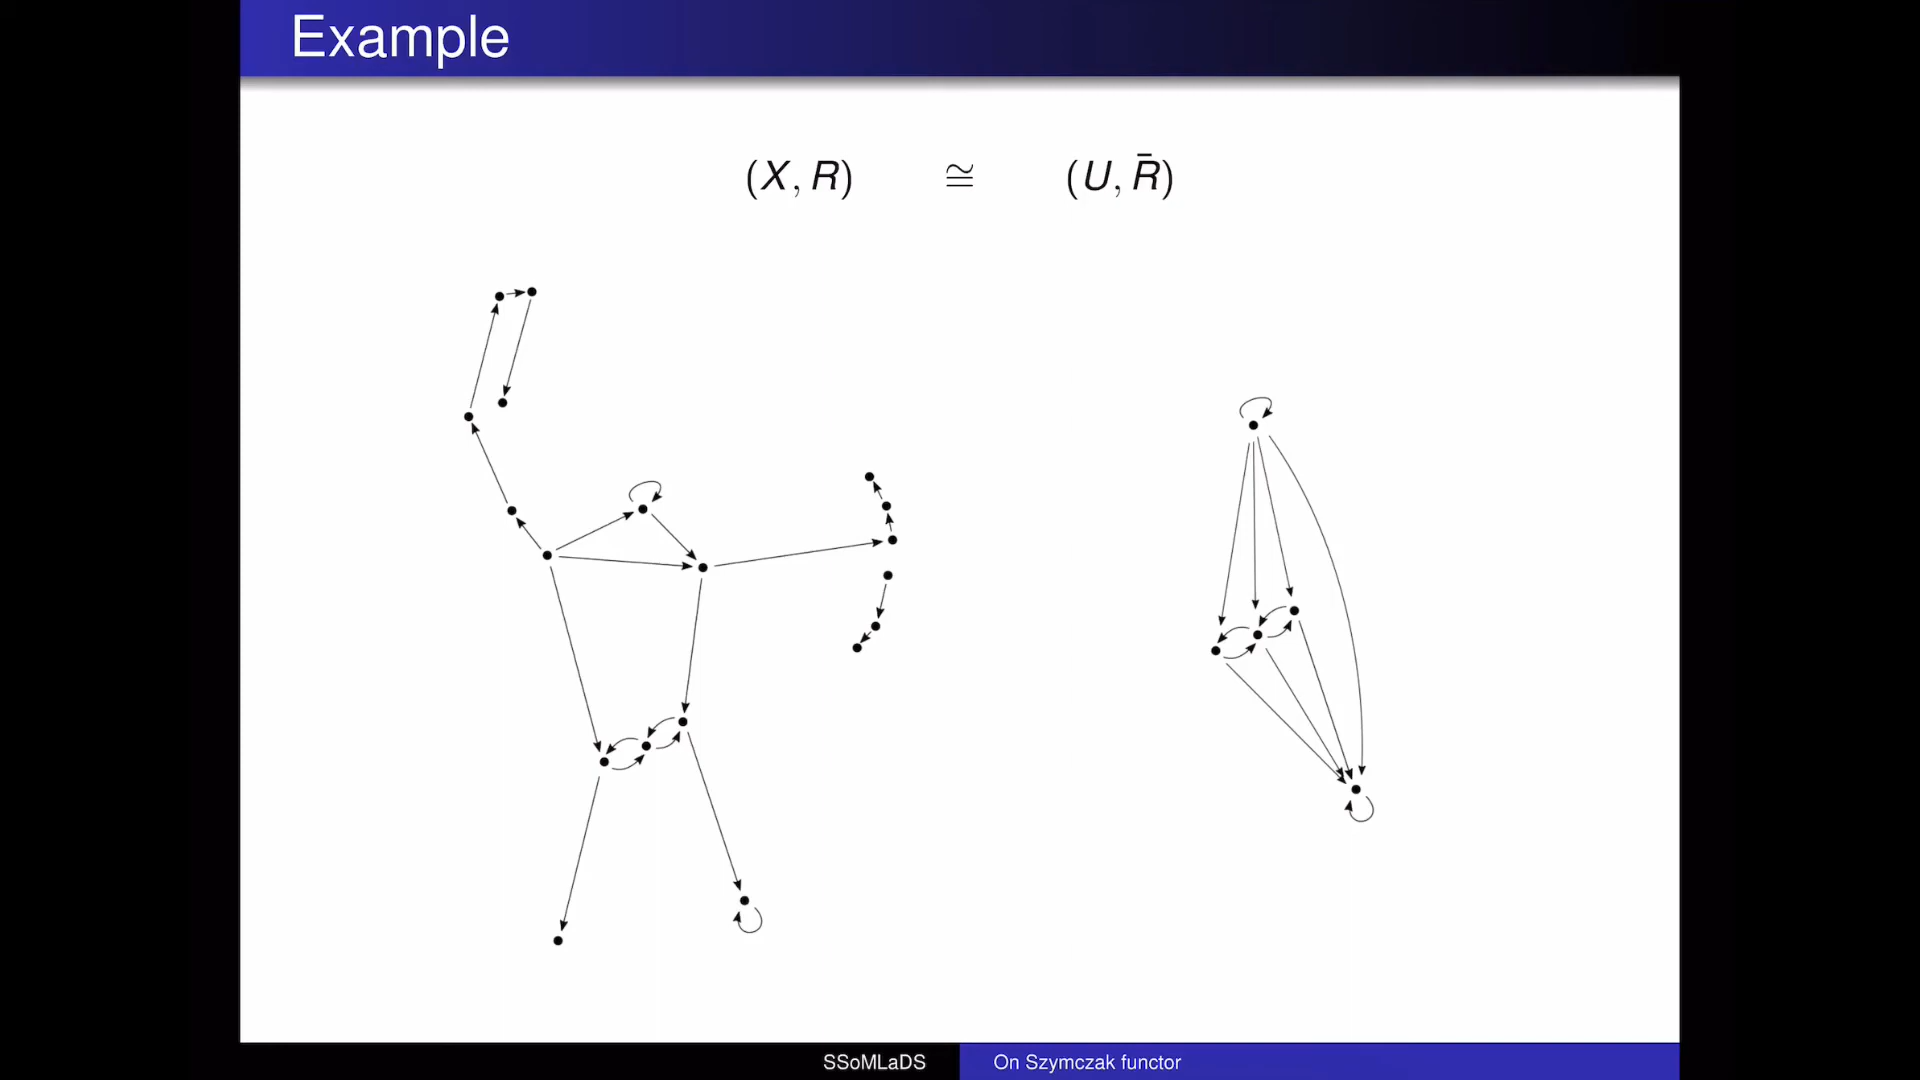 Example
(X, R) ≅ (U, R̄)
SSoMLaDS On Szymczak functor